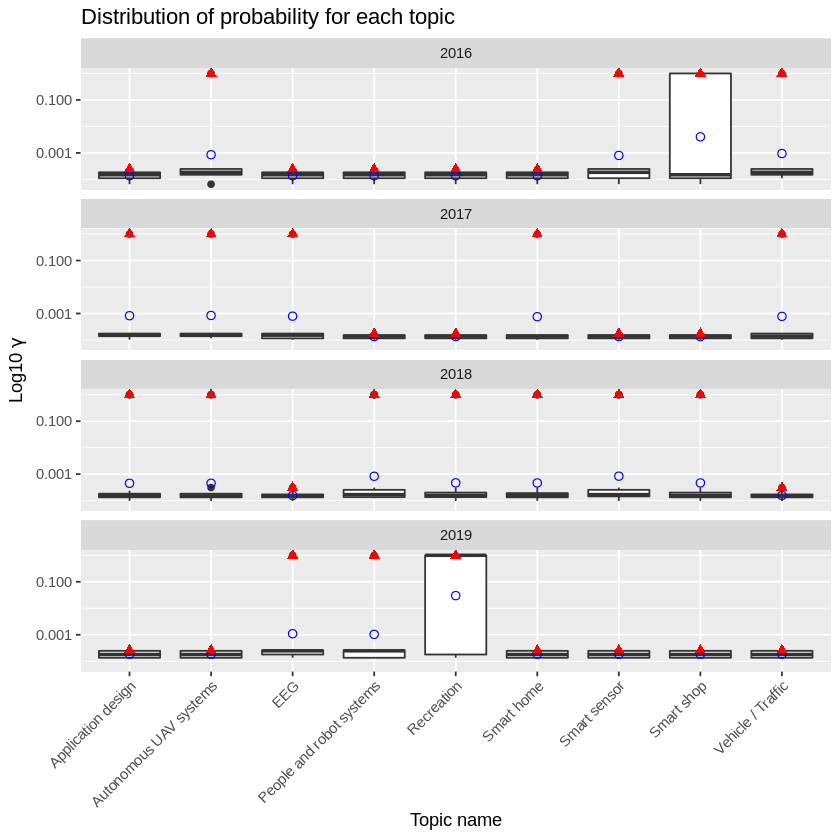 Distribution of probability for each topic
2016
0.100
0.001
2017
0.100
0.001
2018
0.100
0.001
2019
0.100
0.001
Log10 γ
Application design
Autonomous UAV systems
EEG
People and robot systems
Recreation
Smart home
Smart sensor
Smart shop
Vehicle / Traffic
Topic name